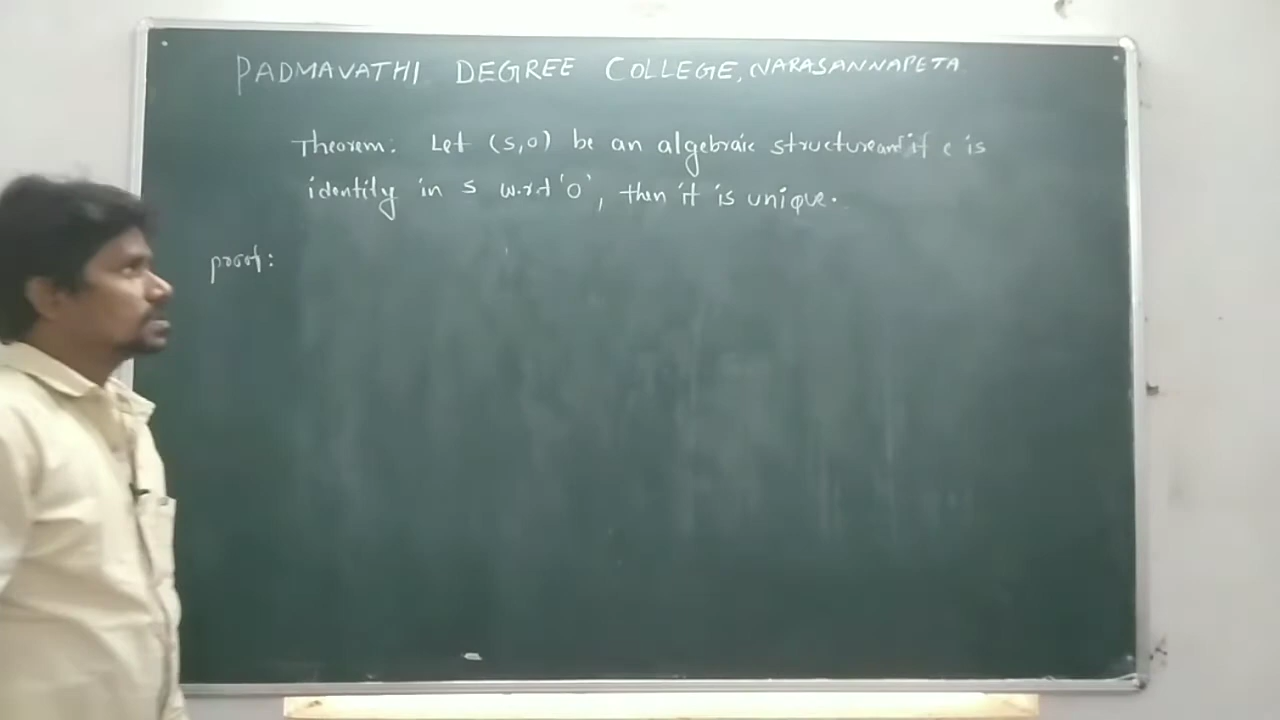 PADMAVATHI DEGREE COLLEGE, NARASANNAPETA
Theorem: Let (S,O) be an algebraic structure and if e is
identity in S w.r.t 'O', then it is unique.
proof: